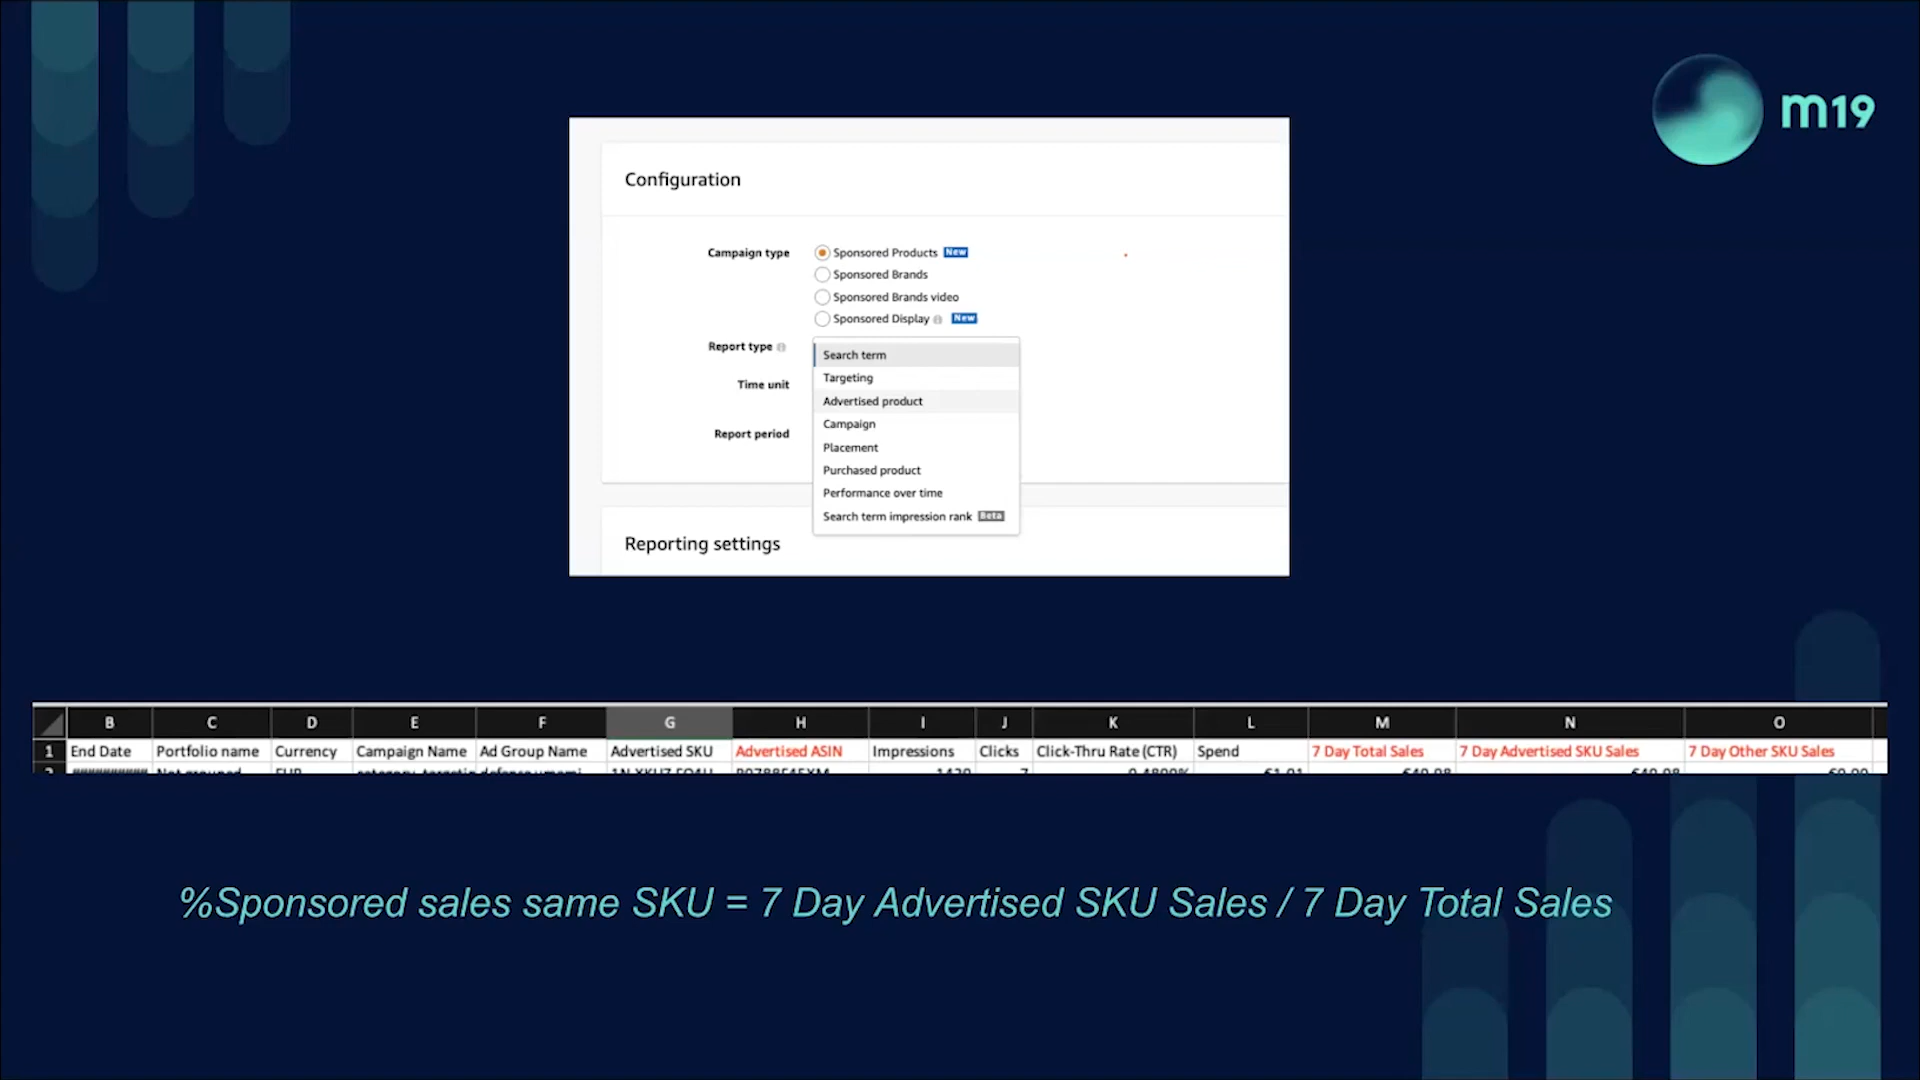 m19
Configuration
Campaign type
Sponsored Products New
Sponsored Brands
Sponsored Brands video
Sponsored Display New
Report type
Search term
Targeting
Time unit
Advertised product
Campaign
Report period
Placement
Purchased product
Performance over time
Search term impression rank Beta
Reporting settings
B C D E F G H I J K L M N O
1 End Date Portfolio name Currency Campaign Name Ad Group Name Advertised SKU Advertised ASIN Impressions Clicks Click-Thru Rate (CTR) Spend 7 Day Total Sales 7 Day Advertised SKU Sales 7 Day Other SKU Sales
%Sponsored sales same SKU = 7 Day Advertised SKU Sales / 7 Day Total Sales